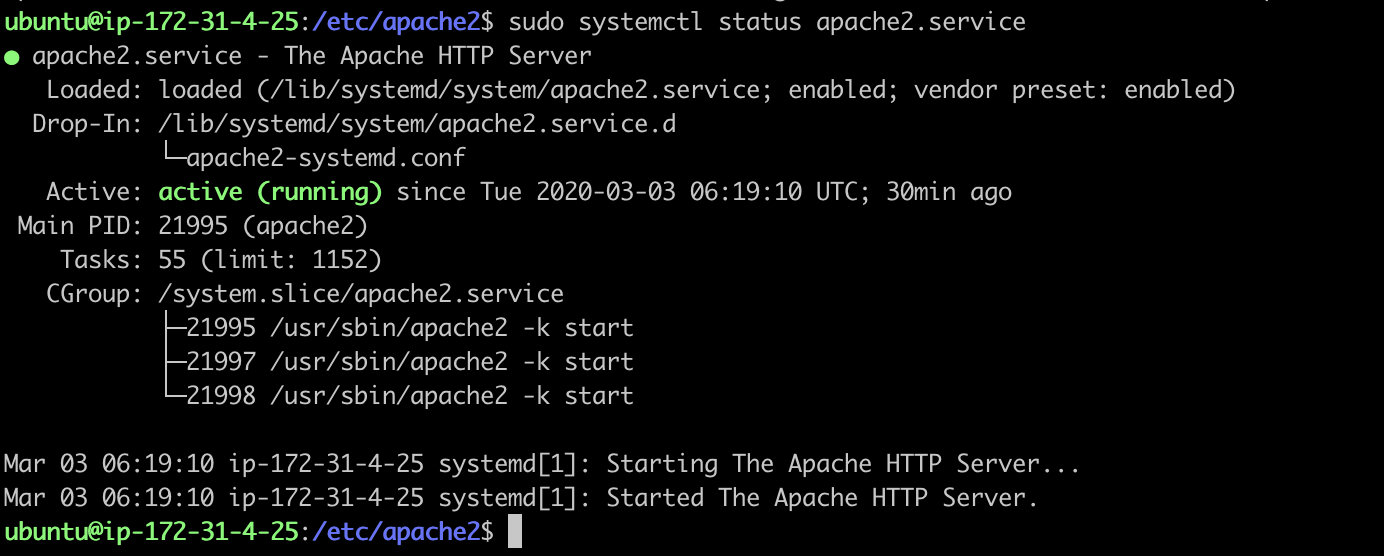 ubuntu@ip-172-31-4-25:/etc/apache2$ sudo systemctl status apache2.service
● apache2.service - The Apache HTTP Server
   Loaded: loaded (/lib/systemd/system/apache2.service; enabled; vendor preset: enabled)
  Drop-In: /lib/systemd/system/apache2.service.d
           └─apache2-systemd.conf
   Active: active (running) since Tue 2020-03-03 06:19:10 UTC; 30min ago
 Main PID: 21995 (apache2)
    Tasks: 55 (limit: 1152)
   CGroup: /system.slice/apache2.service
           ├─21995 /usr/sbin/apache2 -k start
           ├─21997 /usr/sbin/apache2 -k start
           └─21998 /usr/sbin/apache2 -k start

Mar 03 06:19:10 ip-172-31-4-25 systemd[1]: Starting The Apache HTTP Server...
Mar 03 06:19:10 ip-172-31-4-25 systemd[1]: Started The Apache HTTP Server.
ubuntu@ip-172-31-4-25:/etc/apache2$